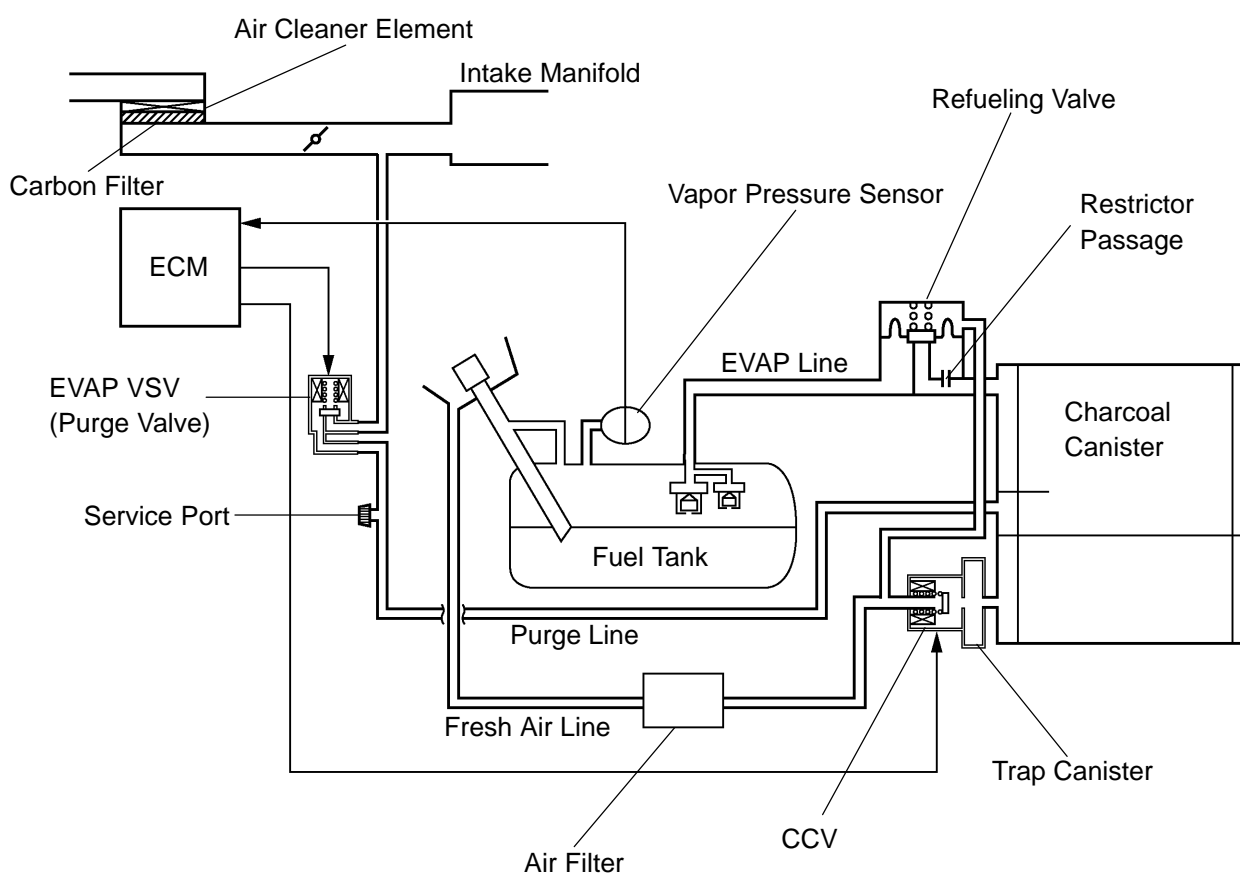 Air Cleaner Element
Intake Manifold
Refueling Valve
Carbon Filter
Vapor Pressure Sensor
Restrictor
Passage
ECM
EVAP Line
EVAP VSV
(Purge Valve)
Charcoal
Canister
Service Port
Fuel Tank
Purge Line
Fresh Air Line
Trap Canister
CCV
Air Filter